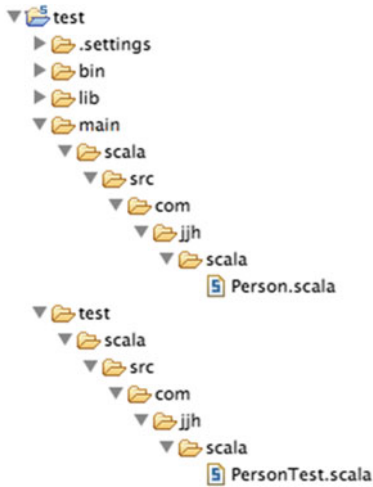 test
.settings
bin
lib
main
scala
src
com
jjh
scala
Person.scala
test
scala
src
com
jjh
scala
PersonTest.scala